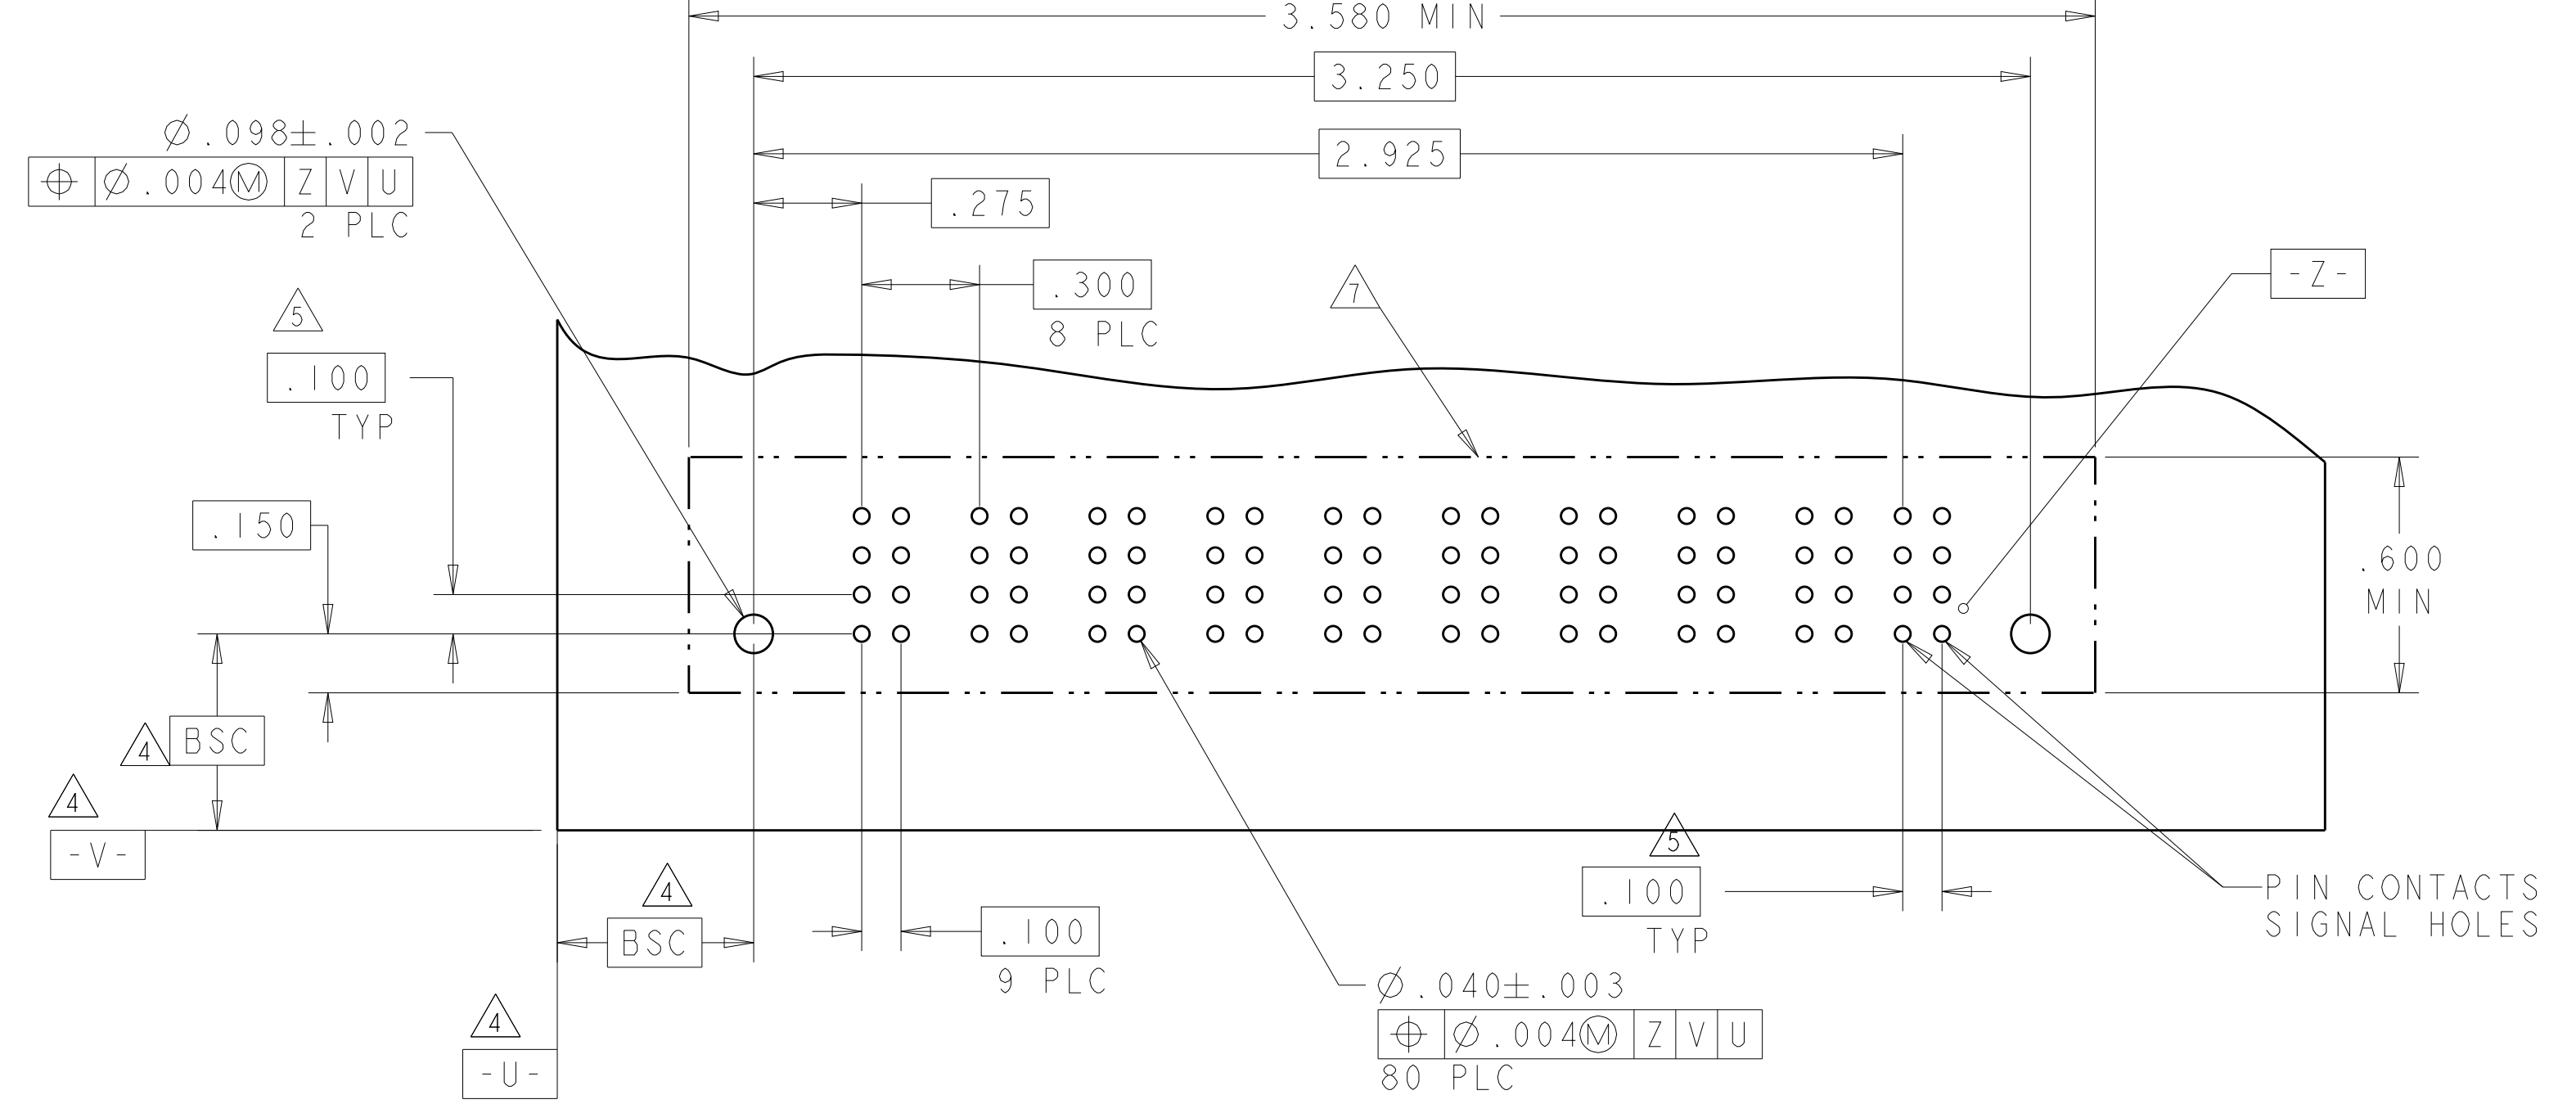 3.580 MIN
3.250
⌀.098±.002
⌖ ⌀.004Ⓜ Z V U
2 PLC
2.925
.275
-Z-
.300
8 PLC
7
5
.100
TYP
.150
.600
MIN
4 BSC
4
-V-
5
.100
TYP
PIN CONTACTS
SIGNAL HOLES
4
BSC
.100
9 PLC
⌀.040±.003
⌖ ⌀.004Ⓜ Z V U
80 PLC
4
-U-